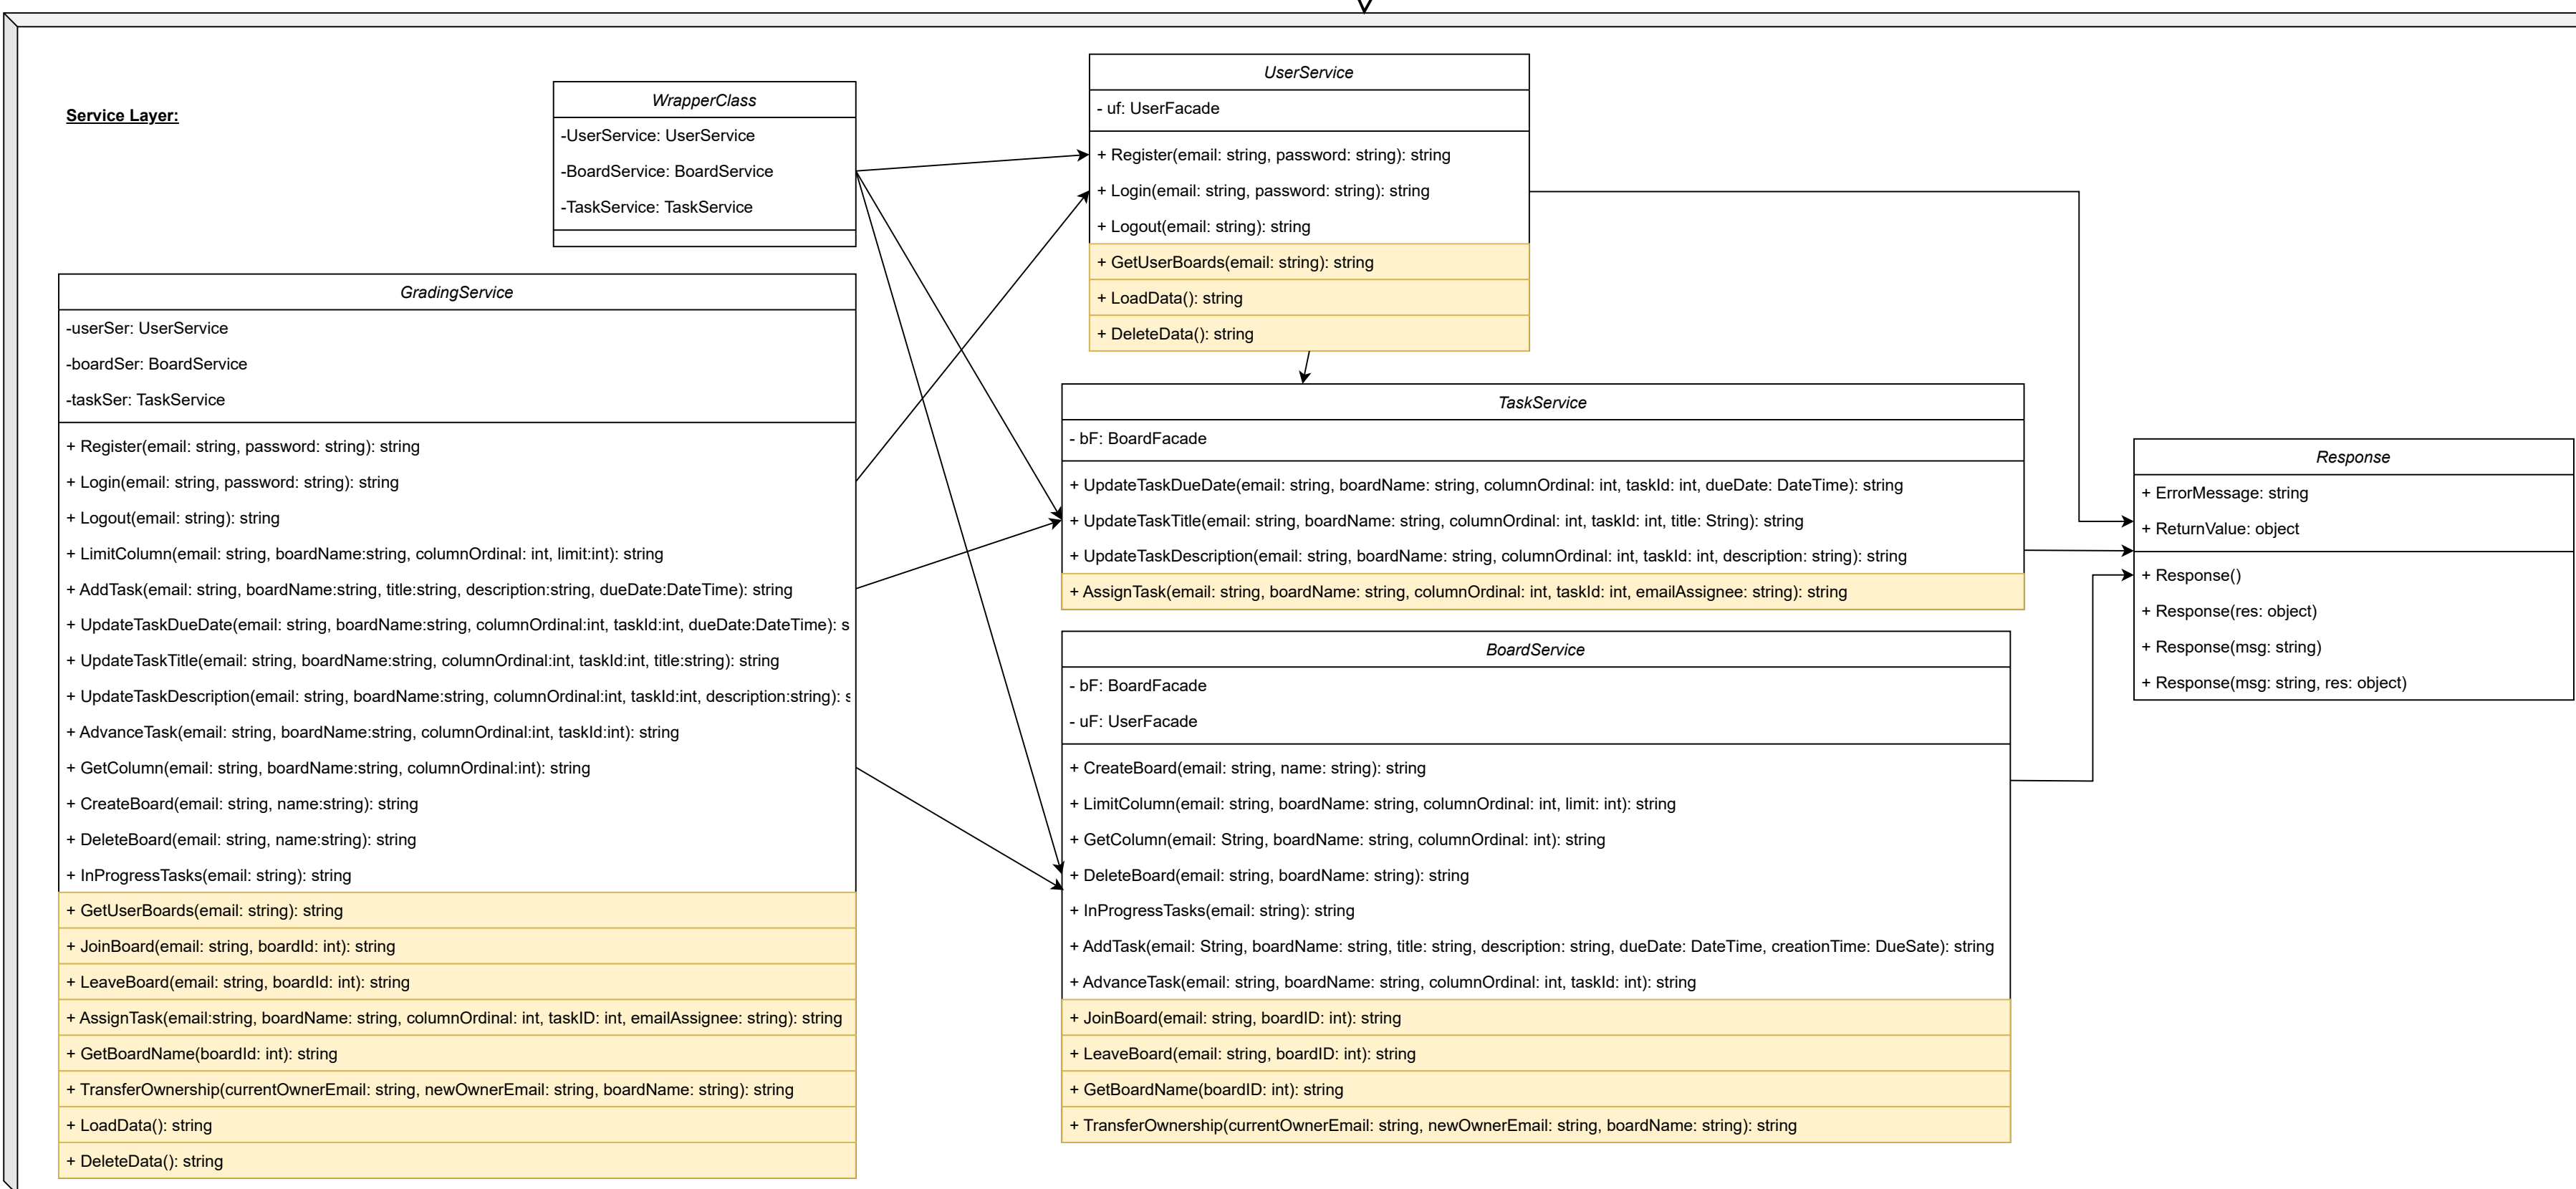 Service Layer:
WrapperClass
-UserService: UserService
-BoardService: BoardService
-TaskService: TaskService
GradingService
-userSer: UserService
-boardSer: BoardService
-taskSer: TaskService
+ Register(email: string, password: string): string
+ Login(email: string, password: string): string
+ Logout(email: string): string
+ LimitColumn(email: string, boardName:string, columnOrdinal: int, limit:int): string
+ AddTask(email: string, boardName:string, title:string, description:string, dueDate:DateTime): string
+ UpdateTaskDueDate(email: string, boardName:string, columnOrdinal:int, taskId:int, dueDate:DateTime): s
+ UpdateTaskTitle(email: string, boardName:string, columnOrdinal:int, taskId:int, title:string): string
+ UpdateTaskDescription(email: string, boardName:string, columnOrdinal:int, taskId:int, description:string): s
+ AdvanceTask(email: string, boardName:string, columnOrdinal:int, taskId:int): string
+ GetColumn(email: string, boardName:string, columnOrdinal:int): string
+ CreateBoard(email: string, name:string): string
+ DeleteBoard(email: string, name:string): string
+ InProgressTasks(email: string): string
+ GetUserBoards(email: string): string
+ JoinBoard(email: string, boardId: int): string
+ LeaveBoard(email: string, boardId: int): string
+ AssignTask(email:string, boardName: string, columnOrdinal: int, taskID: int, emailAssignee: string): string
+ GetBoardName(boardId: int): string
+ TransferOwnership(currentOwnerEmail: string, newOwnerEmail: string, boardName: string): string
+ LoadData(): string
+ DeleteData(): string
UserService
- uf: UserFacade
+ Register(email: string, password: string): string
+ Login(email: string, password: string): string
+ Logout(email: string): string
+ GetUserBoards(email: string): string
+ LoadData(): string
+ DeleteData(): string
TaskService
- bF: BoardFacade
+ UpdateTaskDueDate(email: string, boardName: string, columnOrdinal: int, taskId: int, dueDate: DateTime): string
+ UpdateTaskTitle(email: string, boardName: string, columnOrdinal: int, taskId: int, title: String): string
+ UpdateTaskDescription(email: string, boardName: string, columnOrdinal: int, taskId: int, description: string): string
+ AssignTask(email: string, boardName: string, columnOrdinal: int, taskId: int, emailAssignee: string): string
BoardService
- bF: BoardFacade
- uF: UserFacade
+ CreateBoard(email: string, name: string): string
+ LimitColumn(email: string, boardName: string, columnOrdinal: int, limit: int): string
+ GetColumn(email: String, boardName: string, columnOrdinal: int): string
+ DeleteBoard(email: string, boardName: string): string
+ InProgressTasks(email: string): string
+ AddTask(email: String, boardName: string, title: string, description: string, dueDate: DateTime, creationTime: DueSate): string
+ AdvanceTask(email: string, boardName: string, columnOrdinal: int, taskId: int): string
+ JoinBoard(email: string, boardID: int): string
+ LeaveBoard(email: string, boardID: int): string
+ GetBoardName(boardID: int): string
+ TransferOwnership(currentOwnerEmail: string, newOwnerEmail: string, boardName: string): string
Response
+ ErrorMessage: string
+ ReturnValue: object
+ Response()
+ Response(res: object)
+ Response(msg: string)
+ Response(msg: string, res: object)